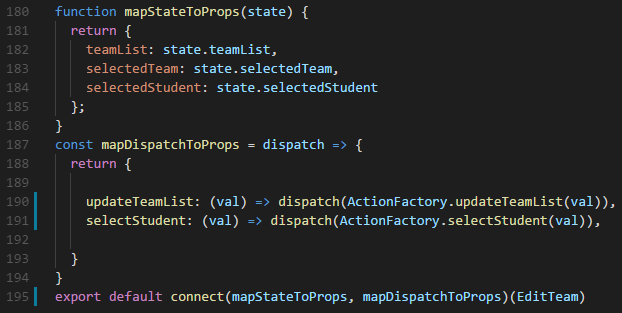 180 function mapStateToProps(state) {
181   return {
182     teamList: state.teamList,
183     selectedTeam: state.selectedTeam,
184     selectedStudent: state.selectedStudent
185   };
186 }
187 const mapDispatchToProps = dispatch => {
188   return {
189
190     updateTeamList: (val) => dispatch(ActionFactory.updateTeamList(val)),
191     selectStudent: (val) => dispatch(ActionFactory.selectStudent(val)),
192
193   }
194 }
195 export default connect(mapStateToProps, mapDispatchToProps)(EditTeam)